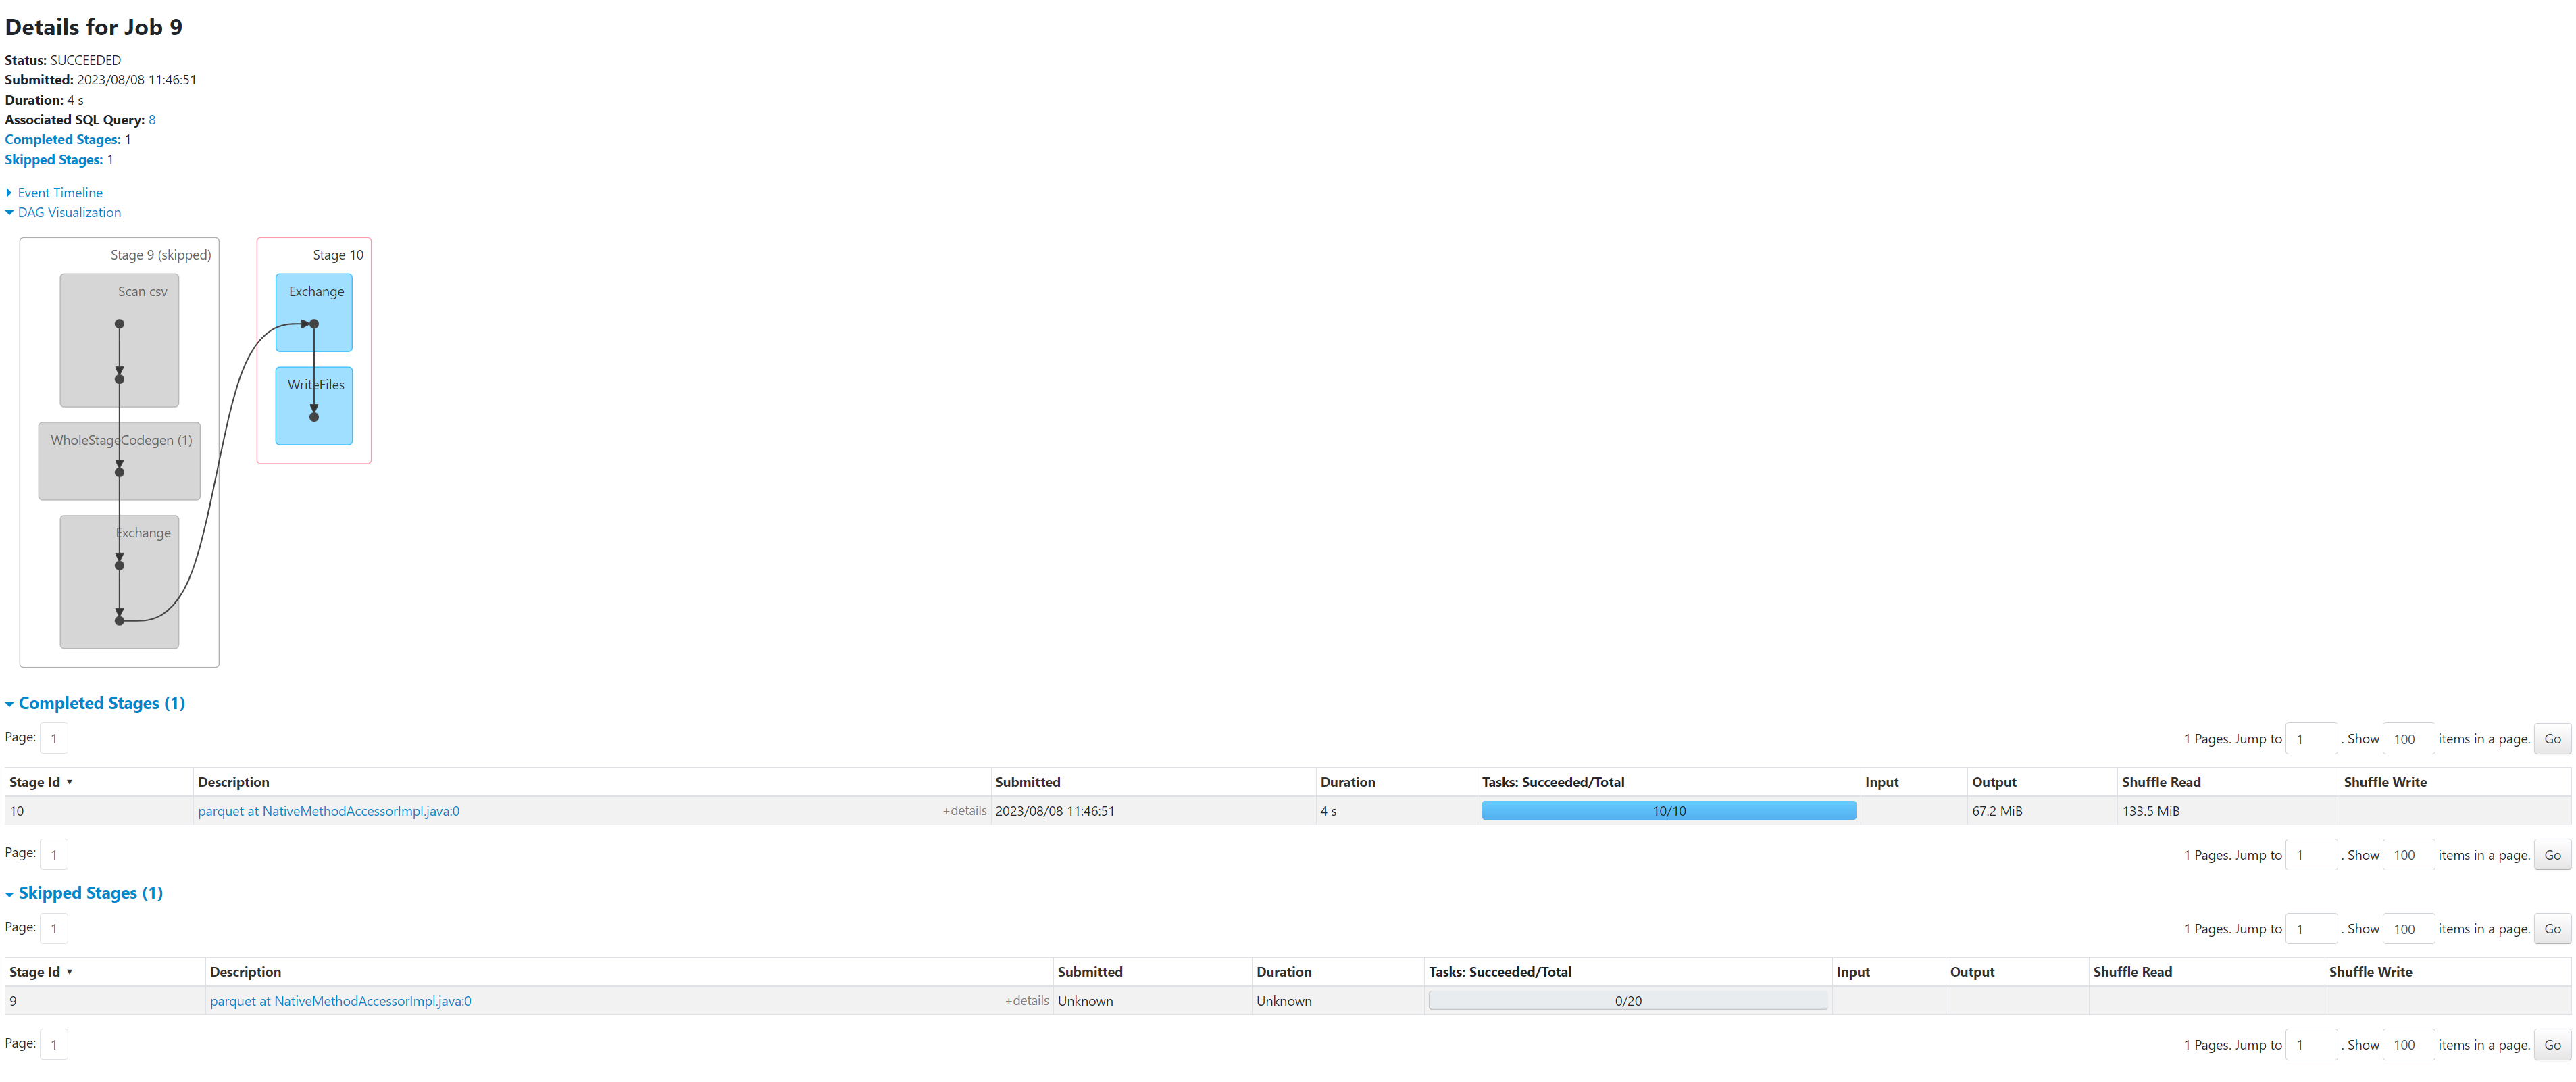 Details for Job 9
Status: SUCCEEDED
Submitted: 2023/08/08 11:46:51
Duration: 4 s
Associated SQL Query: 8
Completed Stages: 1
Skipped Stages: 1
Event Timeline
DAG Visualization
Stage 9 (skipped)
Scan csv
WholeStageCodegen (1)
Exchange
Stage 10
Exchange
WriteFiles
Completed Stages (1)
Page: 1 1 Pages. Jump to 1 . Show 100 items in a page. Go
Stage Id ▾ Description Submitted Duration Tasks: Succeeded/Total Input Output Shuffle Read Shuffle Write
10 parquet at NativeMethodAccessorImpl.java:0 +details 2023/08/08 11:46:51 4 s 10/10 67.2 MiB 133.5 MiB
Page: 1 1 Pages. Jump to 1 . Show 100 items in a page. Go
Skipped Stages (1)
Page: 1 1 Pages. Jump to 1 . Show 100 items in a page. Go
Stage Id ▾ Description Submitted Duration Tasks: Succeeded/Total Input Output Shuffle Read Shuffle Write
9 parquet at NativeMethodAccessorImpl.java:0 +details Unknown Unknown 0/20
Page: 1 1 Pages. Jump to 1 . Show 100 items in a page. Go